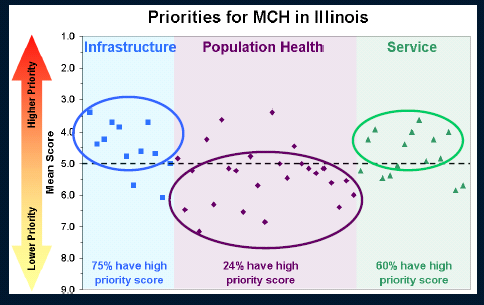 Priorities for MCH in Illinois
Higher Priority
Lower Priority
Mean Score
1.0
2.0
3.0
4.0
5.0
6.0
7.0
8.0
9.0
Infrastructure
Population Health
Service
75% have high
priority score
24% have high
priority score
60% have high
priority score